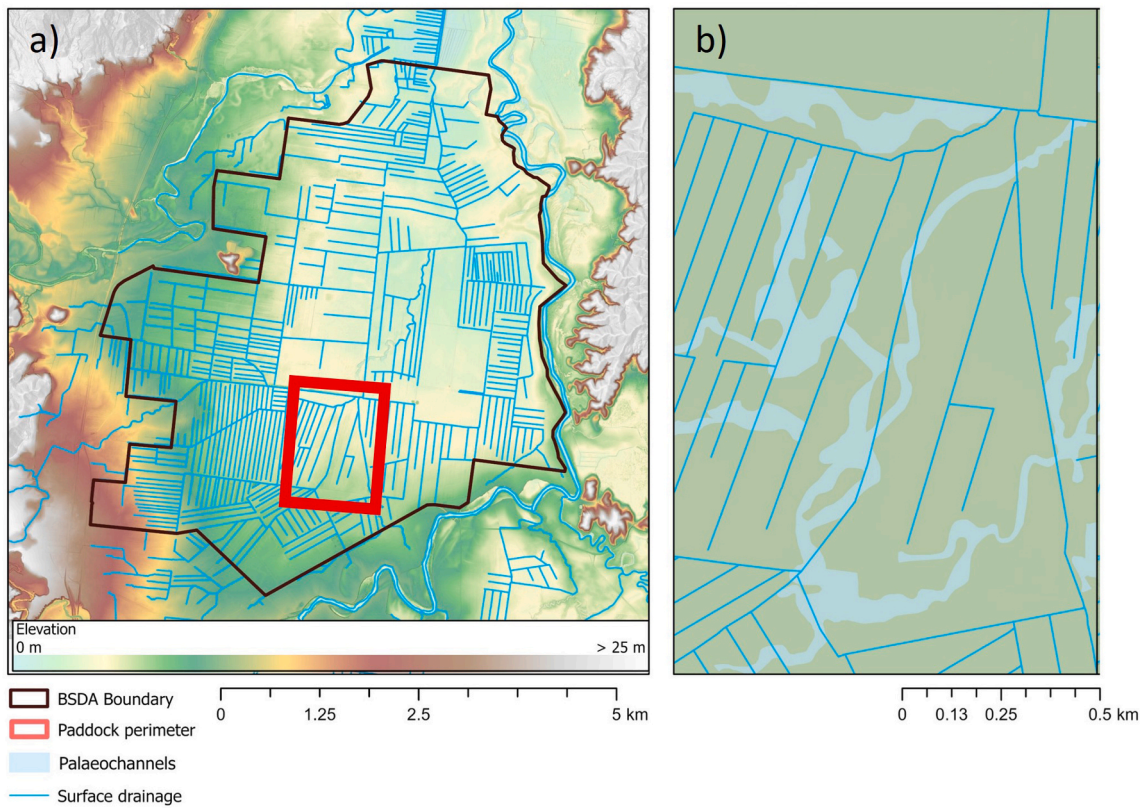 a)
b)
Elevation
0 m > 25 m
BSDA Boundary
0 1.25 2.5 5 km
0 0.13 0.25 0.5 km
Paddock perimeter
Palaeochannels
Surface drainage